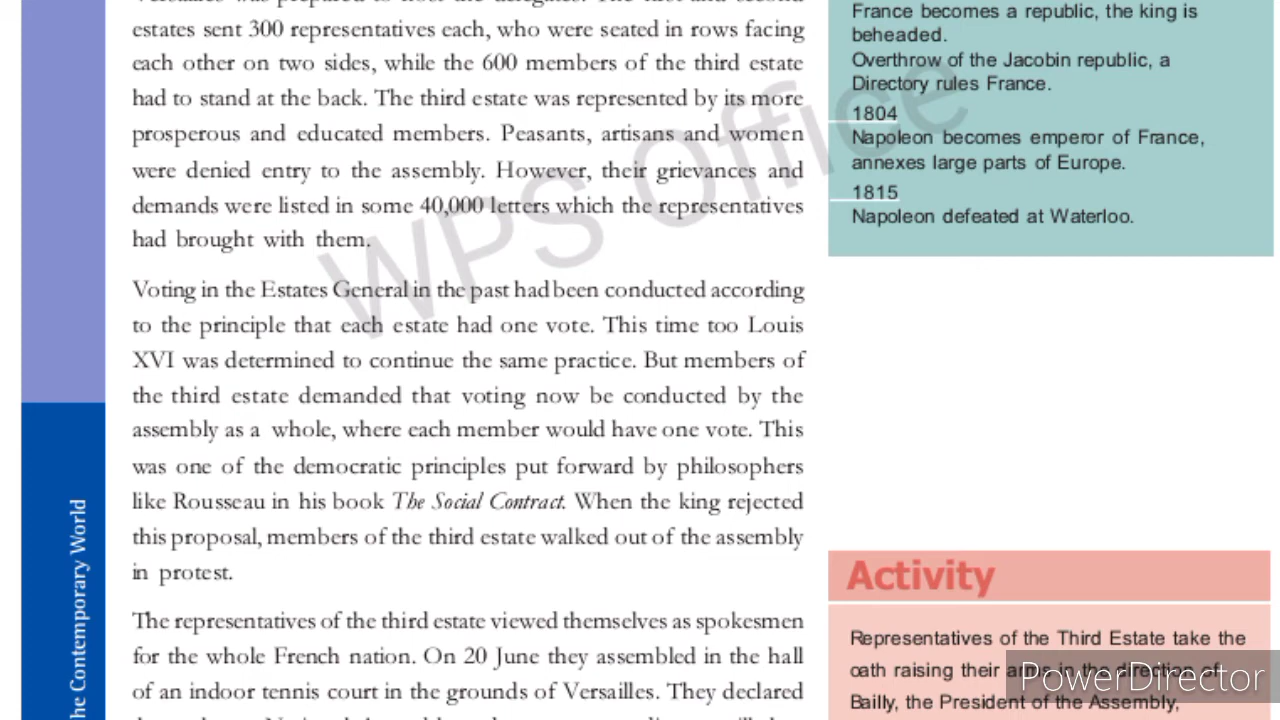 estates sent 300 representatives each, who were seated in rows facing
each other on two sides, while the 600 members of the third estate
had to stand at the back. The third estate was represented by its more
prosperous and educated members. Peasants, artisans and women
were denied entry to the assembly. However, their grievances and
demands were listed in some 40,000 letters which the representatives
had brought with them.
Voting in the Estates General in the past had been conducted according
to the principle that each estate had one vote. This time too Louis
XVI was determined to continue the same practice. But members of
the third estate demanded that voting now be conducted by the
assembly as a whole, where each member would have one vote. This
was one of the democratic principles put forward by philosophers
like Rousseau in his book The Social Contract. When the king rejected
this proposal, members of the third estate walked out of the assembly
in protest.
The representatives of the third estate viewed themselves as spokesmen
for the whole French nation. On 20 June they assembled in the hall
of an indoor tennis court in the grounds of Versailles. They declared
France becomes a republic, the king is
beheaded.
Overthrow of the Jacobin republic, a
Directory rules France.
1804
Napoleon becomes emperor of France,
annexes large parts of Europe.
1815
Napoleon defeated at Waterloo.
Activity
Representatives of the Third Estate take the
oath raising their arms in the direction of
Bailly, the President of the Assembly,
he Contemporary World
WPS Office
PowerDirector